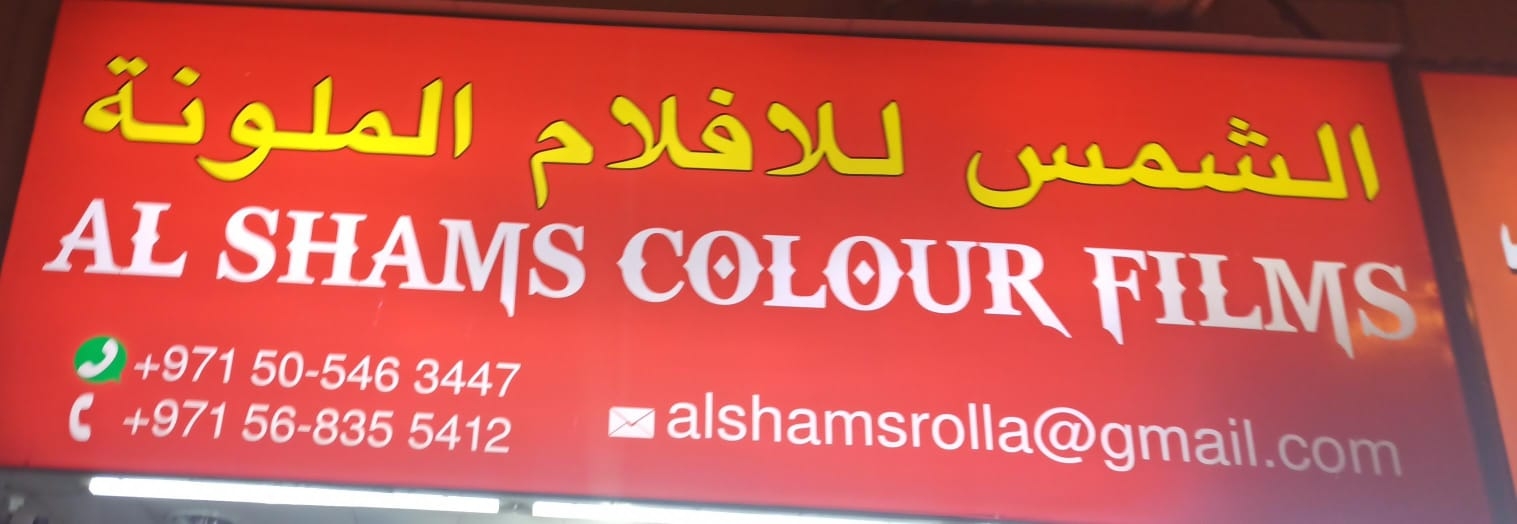 الشمس للافلام الملونة
AL SHAMS COLOUR FILMS
+971 50-546 3447
+971 56-835 5412
alshamsrolla@gmail.com